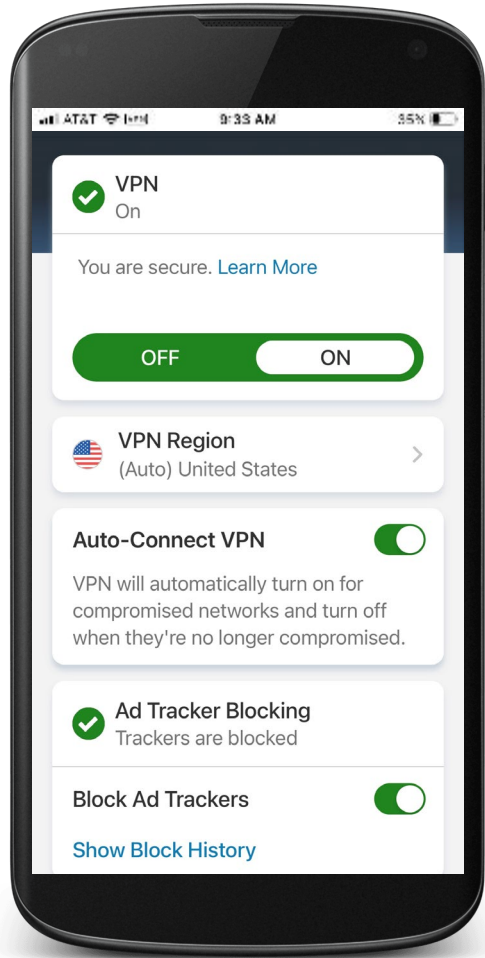 AT&T VPN 9:33 AM 35%
VPN
On
You are secure. Learn More
OFF ON
VPN Region
(Auto) United States
Auto-Connect VPN
VPN will automatically turn on for
compromised networks and turn off
when they're no longer compromised.
Ad Tracker Blocking
Trackers are blocked
Block Ad Trackers
Show Block History